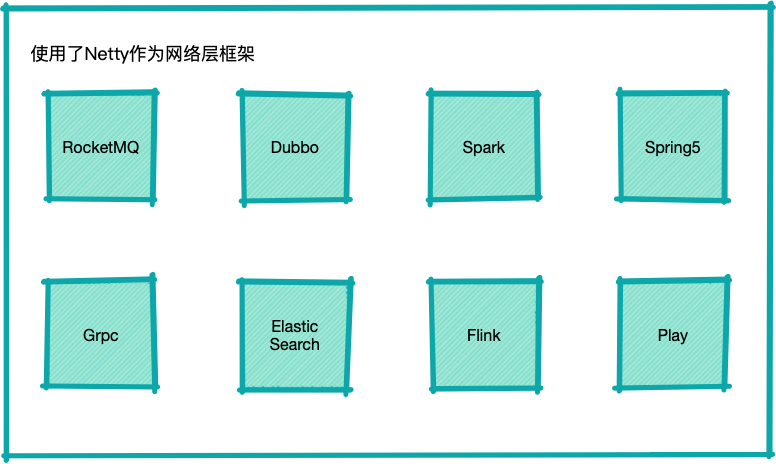 使用了Netty作为网络层框架
RocketMQ
Dubbo
Spark
Spring5
Grpc
Elastic
Search
Flink
Play